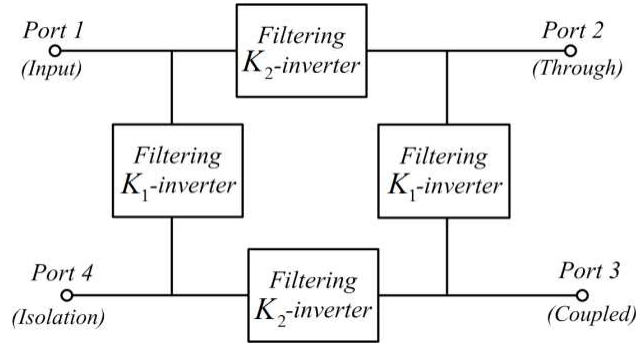 Port 1
(Input)
Filtering
K2-inverter
Port 2
(Through)
Filtering
K1-inverter
Filtering
K1-inverter
Port 4
(Isolation)
Filtering
K2-inverter
Port 3
(Coupled)